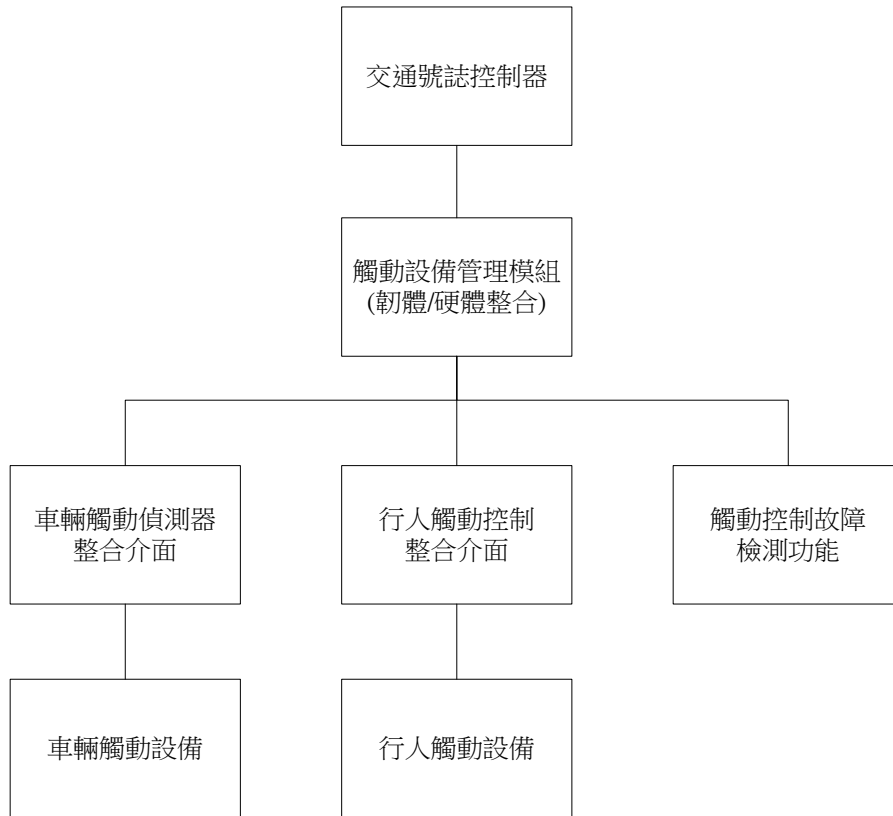 交通號誌控制器
觸動設備管理模組
(韌體/硬體整合)
車輛觸動偵測器
整合介面
行人觸動控制
整合介面
觸動控制故障
檢測功能
車輛觸動設備
行人觸動設備